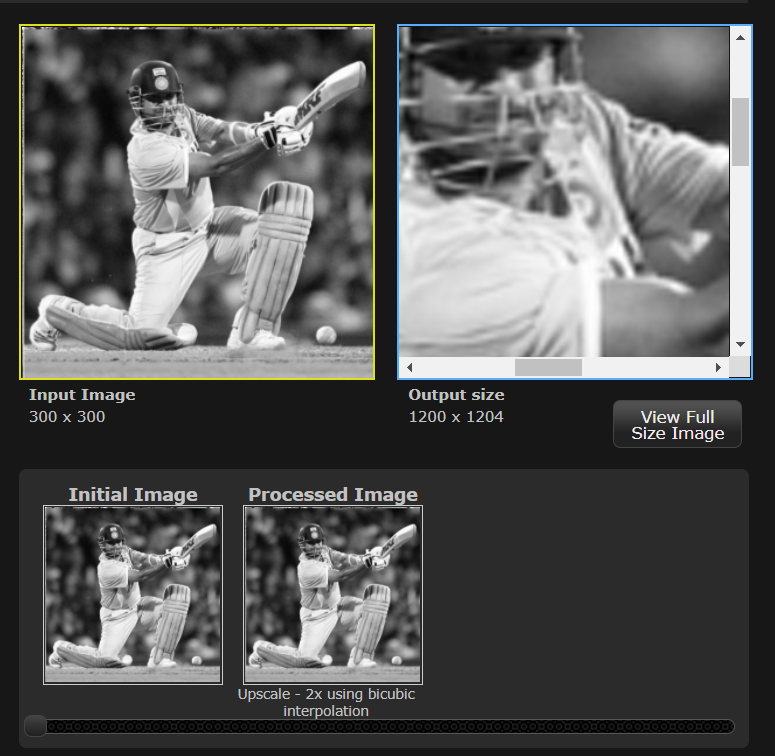 Input Image
300 x 300
Output size
1200 x 1204
View Full
Size Image
Initial Image
Processed Image
Upscale - 2x using bicubic
interpolation